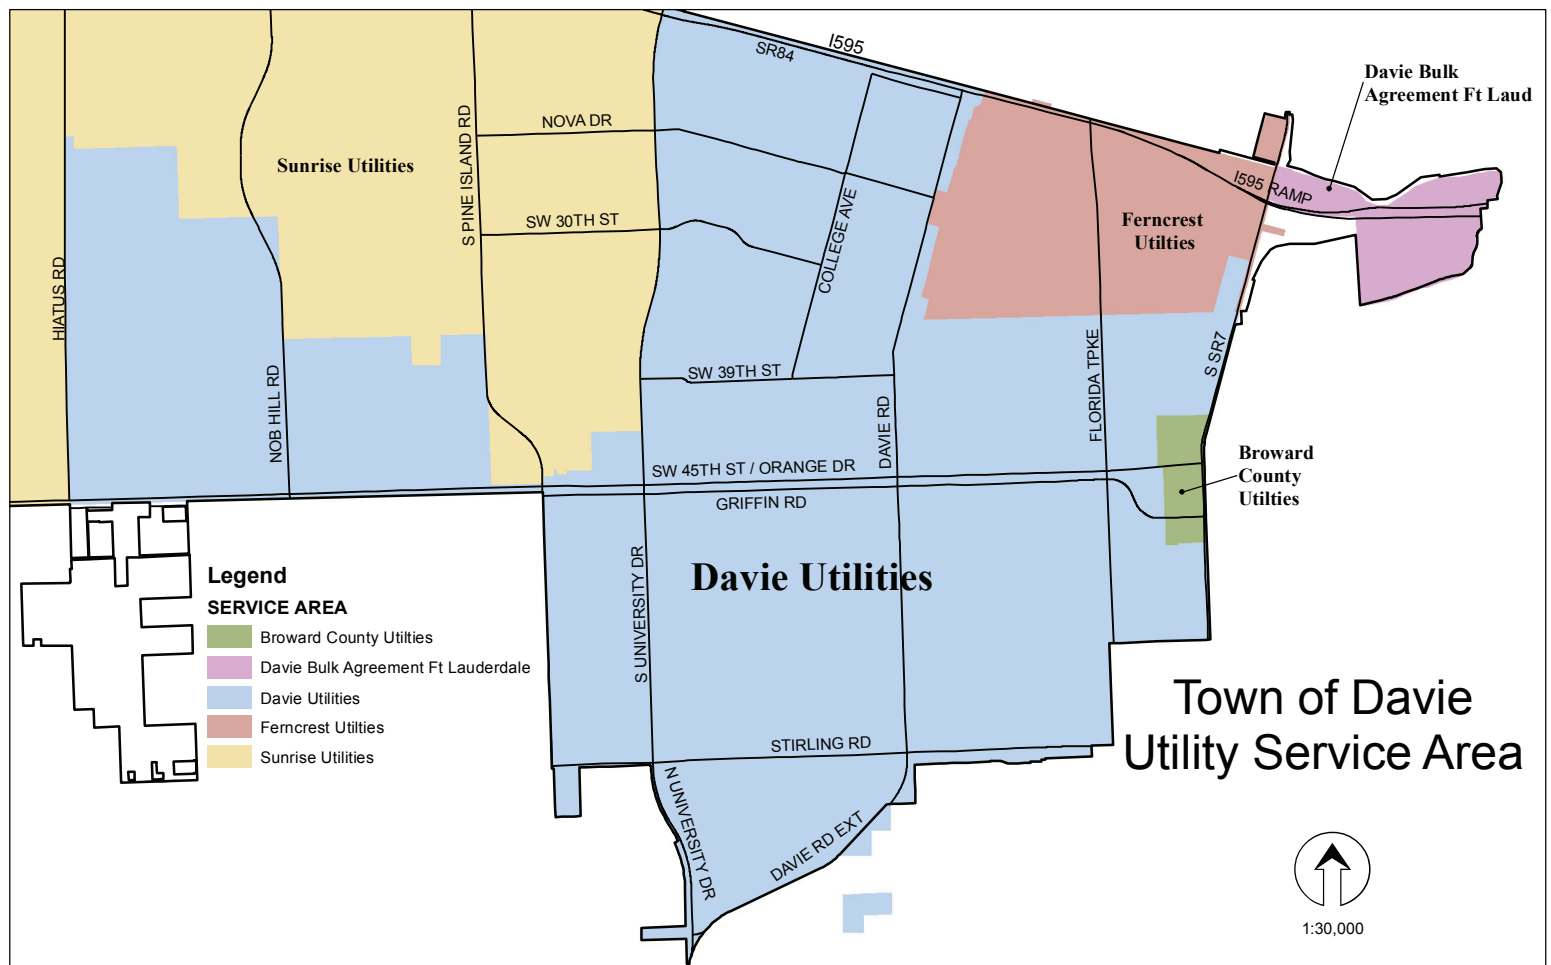 I595
SR84
Davie Bulk
Agreement Ft Laud
NOVA DR
S PINE ISLAND RD
Sunrise Utilities
I595 RAMP
SW 30TH ST
COLLEGE AVE
Ferncrest
Utilties
HIATUS RD
NOB HILL RD
SW 39TH ST
DAVIE RD
FLORIDA TPKE
S SR7
SW 45TH ST / ORANGE DR
GRIFFIN RD
Broward
County
Utilties
S UNIVERSITY DR
Davie Utilities
Legend
SERVICE AREA
Broward County Utilties
Davie Bulk Agreement Ft Lauderdale
Davie Utilities
Ferncrest Utilties
Sunrise Utilities
STIRLING RD
N UNIVERSITY DR
DAVIE RD EXT
Town of Davie
Utility Service Area
1:30,000